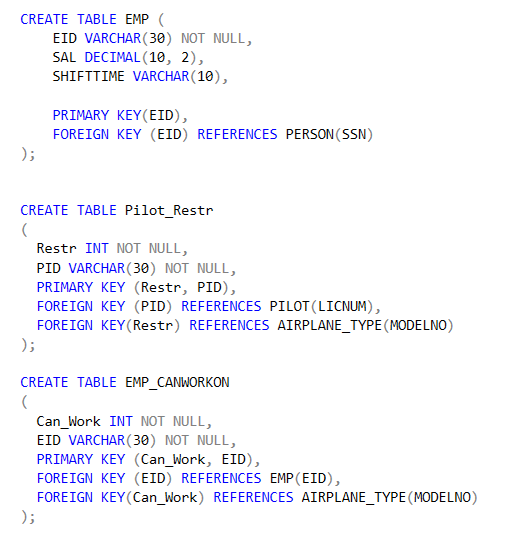 CREATE TABLE EMP (
EID VARCHAR(30) NOT NULL,
SAL DECIMAL(10, 2),
SHIFTTIME VARCHAR(10),
PRIMARY KEY(EID),
FOREIGN KEY (EID) REFERENCES PERSON(SSN)
);
CREATE TABLE Pilot_Restr
(
Restr INT NOT NULL,
PID VARCHAR(30) NOT NULL,
PRIMARY KEY (Restr, PID),
FOREIGN KEY (PID) REFERENCES PILOT(LICNUM),
FOREIGN KEY(Restr) REFERENCES AIRPLANE_TYPE(MODELNO)
);
CREATE TABLE EMP_CANWORKON
(
Can_Work INT NOT NULL,
EID VARCHAR(30) NOT NULL,
PRIMARY KEY (Can_Work, EID),
FOREIGN KEY (EID) REFERENCES EMP(EID),
FOREIGN KEY(Can_Work) REFERENCES AIRPLANE_TYPE(MODELNO)
);